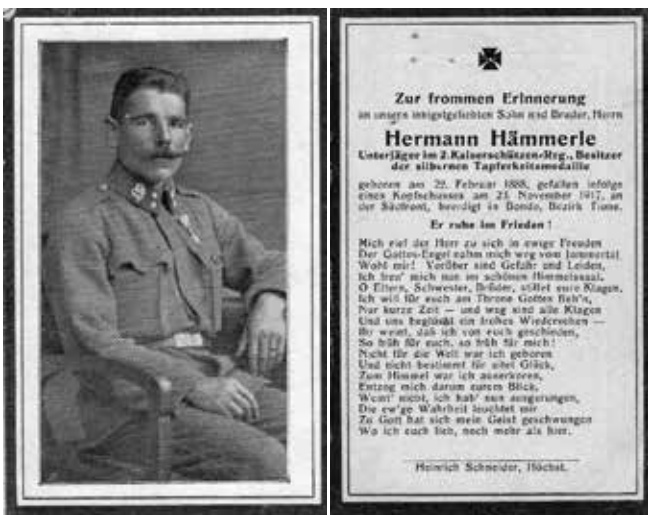 Zur frommen Erinnerung
an unsern innigstgeliebten Sohn und Bruder, Herrn
Hermann Hämmerle
Unterjäger im 2. Kaiserschützen-Reg., Besitzer
der silbernen Tapferkeitsmedaille
geboren am 22. Februar 1888, gefallen infolge
eines Kopfschusses am 23. November 1917, an
der Südfront, beerdigt in Bondo, Bezirk Tione.
Er ruhe im Frieden!
Mich rief der Herr zu sich in ewige Freuden
Der Gottes-Engel nahm mich weg vom Jammertal
Wohl mir! Vorüber sind Gefahr und Leiden,
Ich freu' mich nun im schönen Himmelssaal.
O Eltern, Schwester, Brüder, stillet eure Klagen,
Ich will für euch am Throne Gottes fleh'n,
Nur kurze Zeit — und weg sind alle Klagen
Und uns beglückt ein frohes Wiedersehen —
Ihr weint, daß ich von euch geschieden,
So früh für euch, so früh für mich!
Nicht für die Welt war ich geboren
Und nicht bestimmt für eitel Glück,
Zum Himmel war ich auserkoren,
Entzog mich darum eurem Blick,
Weint' nicht, ich hab' nun ausgerungen,
Die ew'ge Wahrheit leuchtet mir
Zu Gott hat sich mein Geist geschwungen
Wo ich euch lieb, noch mehr als hier.
Heinrich Schneider, Höchst.